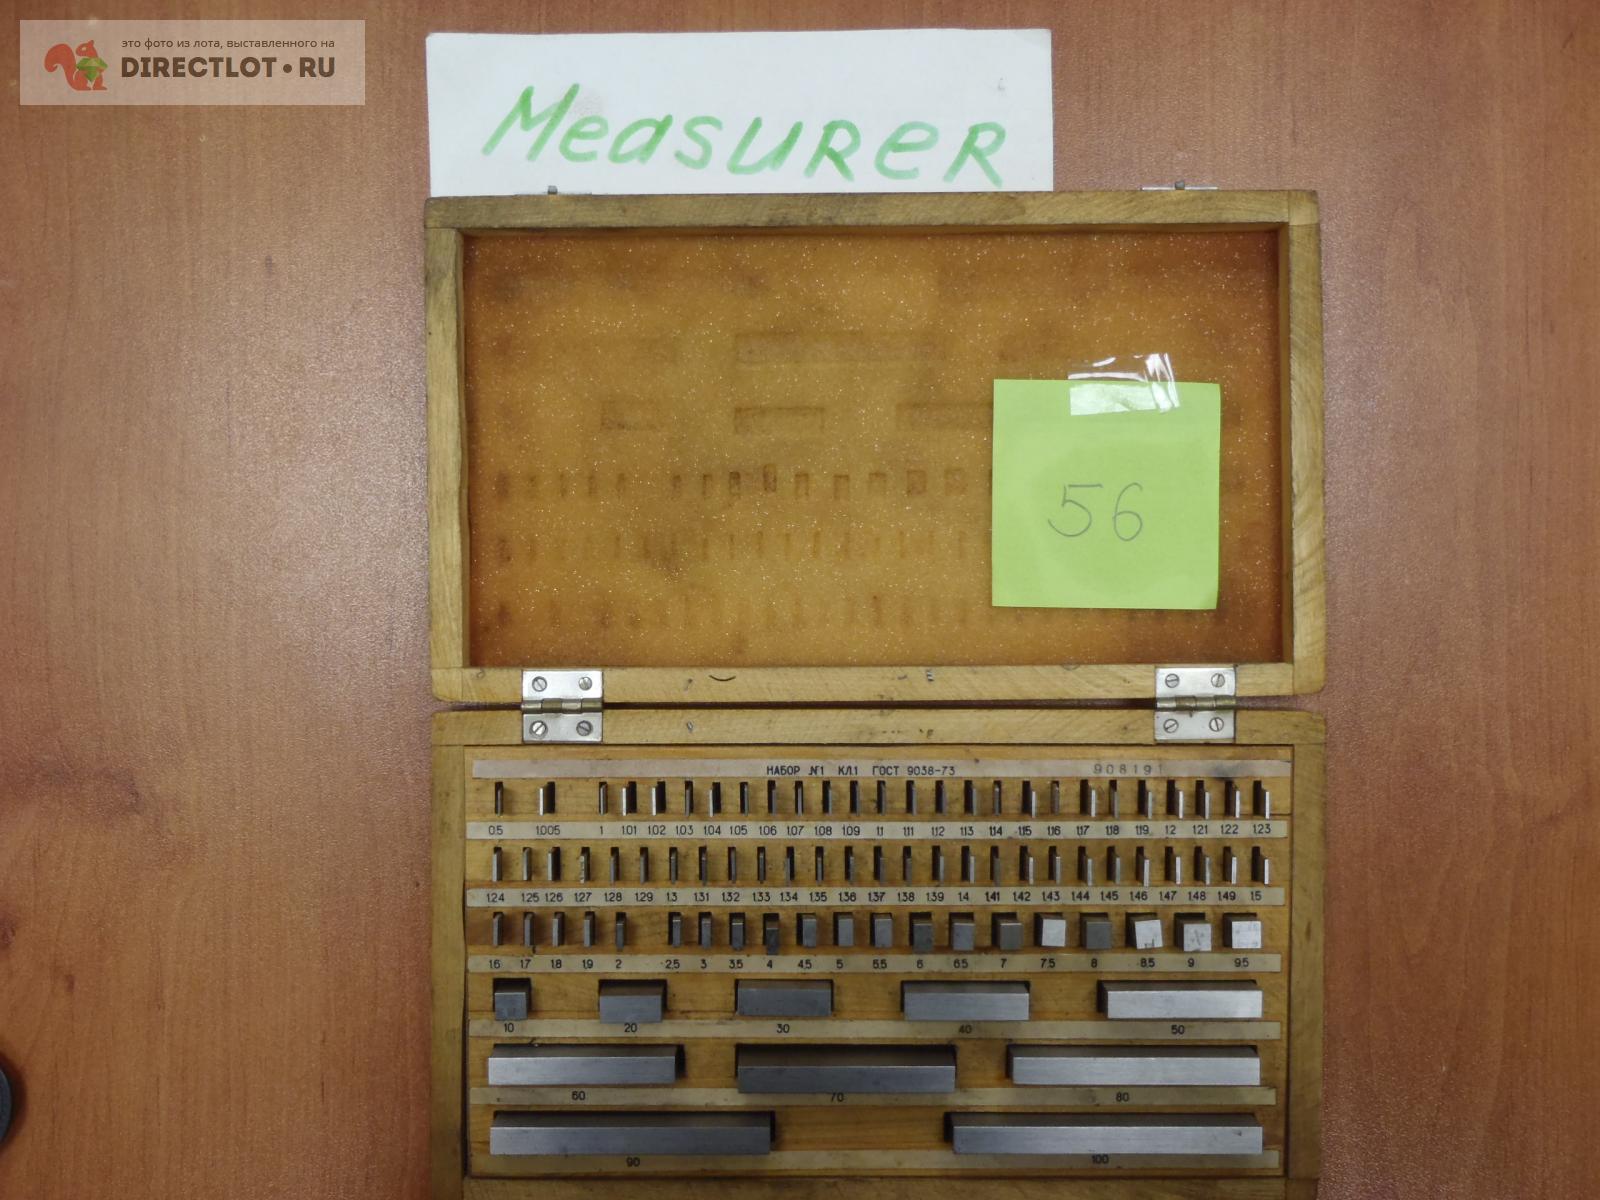 это фото из лота, выставленного на
DIRECTLOT.RU
MeasuReR
56
НАБОР №1 КЛ.1 ГОСТ 9038-73 908191
0.5 1.005 1 1.01 1.02 1.03 1.04 1.05 1.06 1.07 1.08 1.09 1.1 1.11 1.12 1.13 1.14 1.15 1.16 1.17 1.18 1.19 1.2 1.21 1.22 1.23
1.24 1.25 1.26 1.27 1.28 1.29 1.3 1.31 1.32 1.33 1.34 1.35 1.36 1.37 1.38 1.39 1.4 1.41 1.42 1.43 1.44 1.45 1.46 1.47 1.48 1.49 1.5
1.6 1.7 1.8 1.9 2 2.5 3 3.5 4 4.5 5 5.5 6 6.5 7 7.5 8 8.5 9 9.5
10 20 30 40 50
60 70 80
90 100